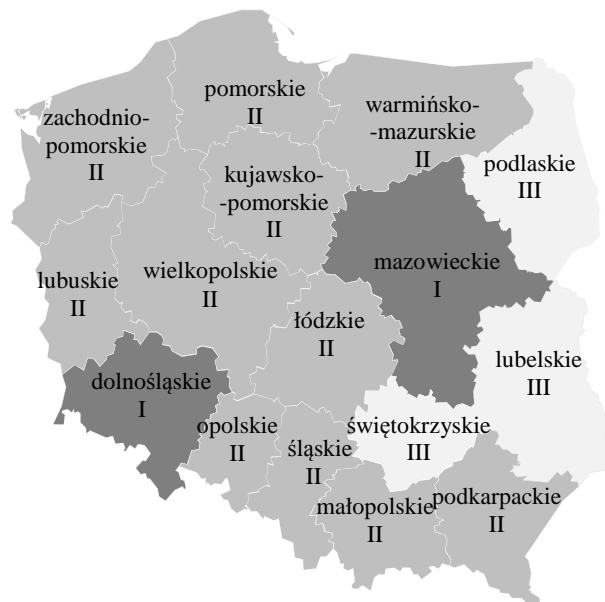 pomorskie
II
zachodnio-
pomorskie
II
warmińsko-
-mazurskie
II
podlaskie
III
kujawsko-
-pomorskie
II
mazowieckie
I
wielkopolskie
II
lubuskie
II
łódzkie
II
lubelskie
III
dolnośląskie
I
opolskie
II
śląskie
II
świętokrzyskie
III
małopolskie
II
podkarpackie
II